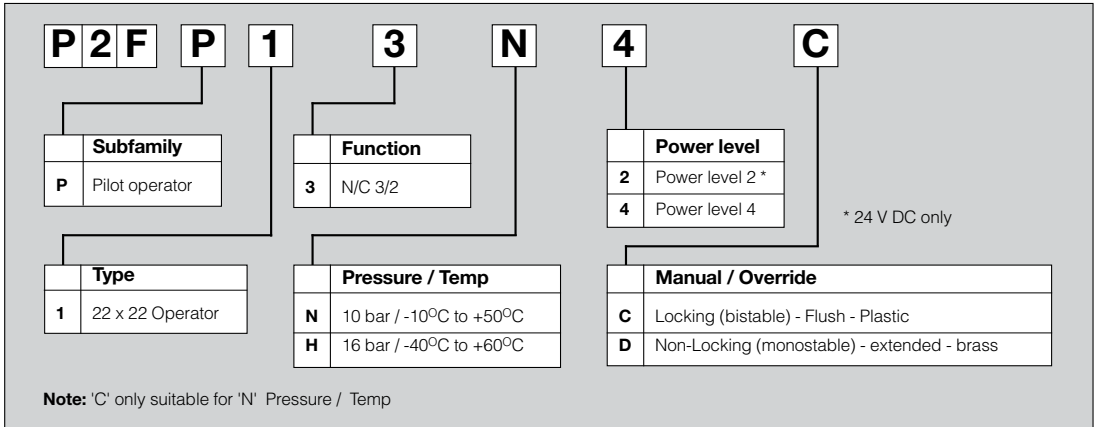 P2F P 1 3 N 4 C
Subfamily
P Pilot operator
Function
3 N/C 3/2
Power level
2 Power level 2 *
4 Power level 4
* 24 V DC only
Type
1 22 x 22 Operator
Pressure / Temp
N 10 bar / -10ºC to +50ºC
H 16 bar / -40ºC to +60ºC
Manual / Override
C Locking (bistable) - Flush - Plastic
D Non-Locking (monostable) - extended - brass
Note: 'C' only suitable for 'N' Pressure / Temp